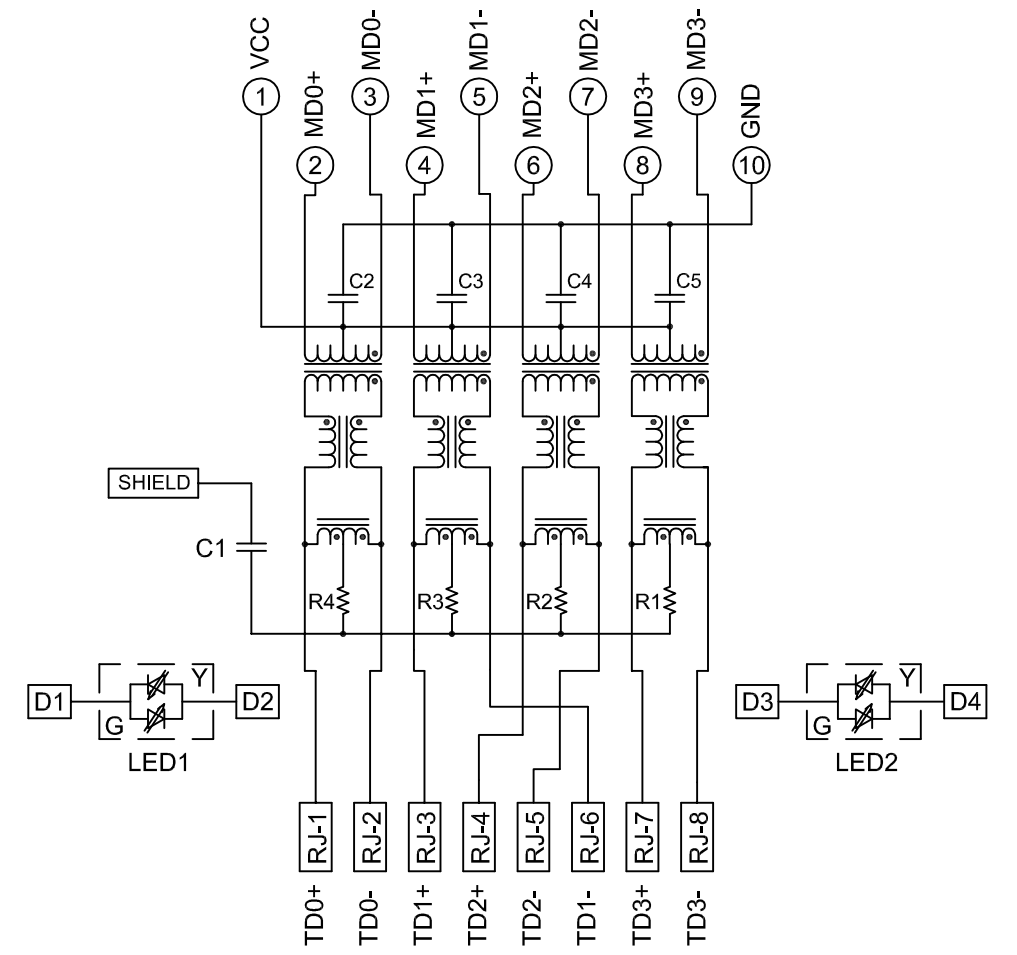 VCC
MD0+
MD0-
MD1+
MD1-
MD2+
MD2-
MD3+
MD3-
GND
1
2
3
4
5
6
7
8
9
10
C2
C3
C4
C5
SHIELD
C1
R4
R3
R2
R1
D1
Y
G
D2
LED1
D3
Y
G
D4
LED2
RJ-1
RJ-2
RJ-3
RJ-4
RJ-5
RJ-6
RJ-7
RJ-8
TD0+
TD0-
TD1+
TD2+
TD2-
TD1-
TD3+
TD3-